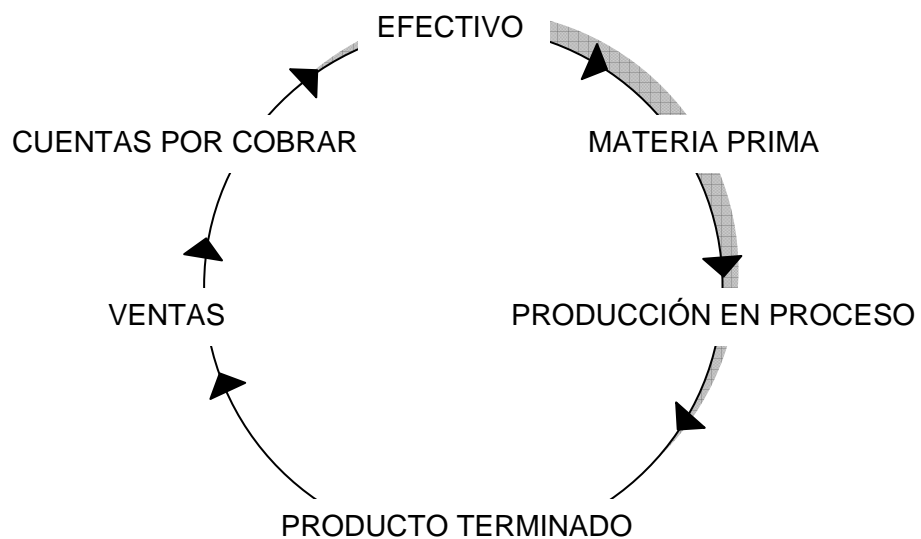 EFECTIVO
CUENTAS POR COBRAR
MATERIA PRIMA
VENTAS
PRODUCCIÓN EN PROCESO
PRODUCTO TERMINADO